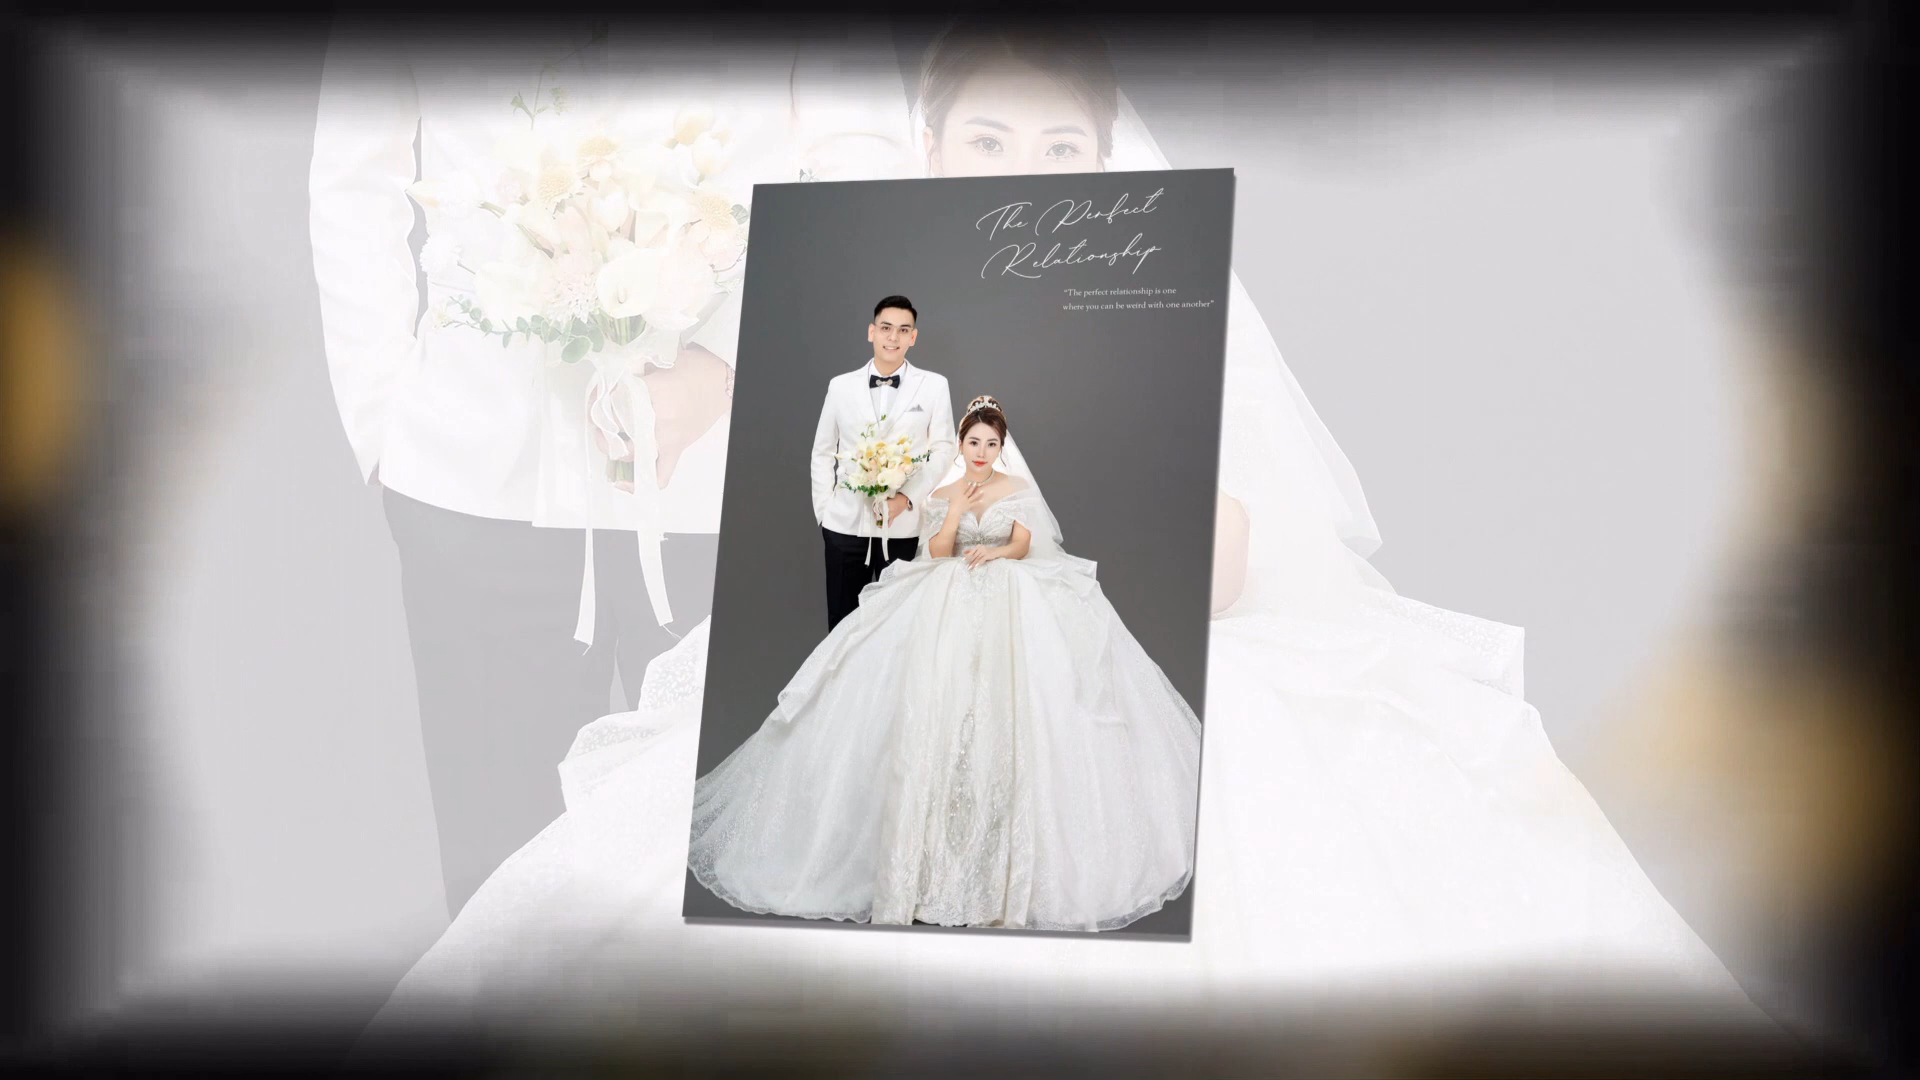 The Perfect
Relationship
"The perfect relationship is one
where you can be weird with one another"